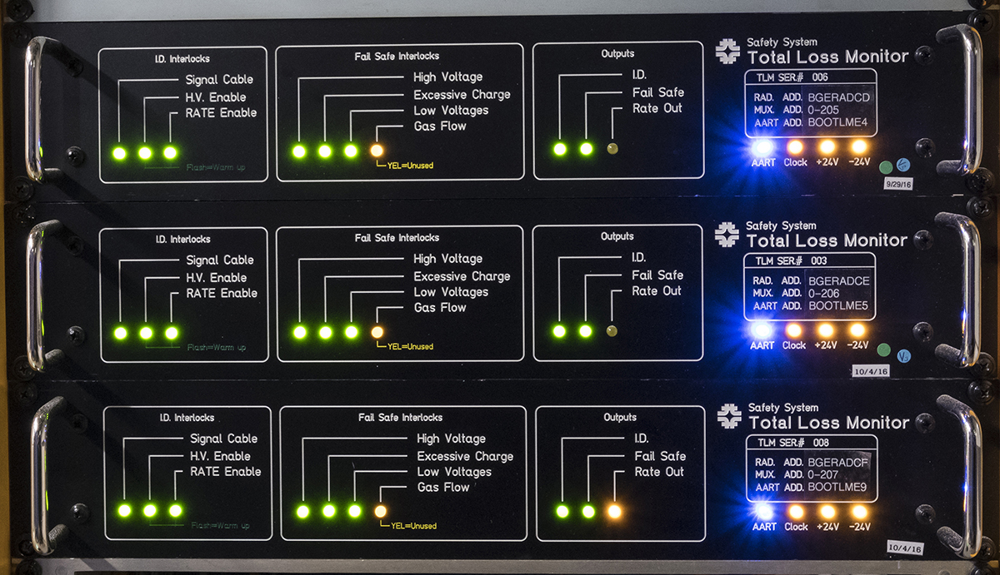 I.D. Interlocks
Signal Cable
H.V. Enable
RATE Enable
Flash=Warm up
Fail Safe Interlocks
High Voltage
Excessive Charge
Low Voltages
Gas Flow
YEL=Unused
Outputs
I.D.
Fail Safe
Rate Out
Safety System
Total Loss Monitor
TLM SER.# 006
RAD. ADD. BGERADCD
MUX. ADD. 0-205
AART ADD. BOOTLME4
AART Clock +24V -24V
9/29/16
I.D. Interlocks
Signal Cable
H.V. Enable
RATE Enable
Flash=Warm up
Fail Safe Interlocks
High Voltage
Excessive Charge
Low Voltages
Gas Flow
YEL=Unused
Outputs
I.D.
Fail Safe
Rate Out
Safety System
Total Loss Monitor
TLM SER.# 003
RAD. ADD. BGERADCE
MUX. ADD. 0-206
AART ADD. BOOTLME5
AART Clock +24V -24V
10/4/16
I.D. Interlocks
Signal Cable
H.V. Enable
RATE Enable
Flash=Warm up
Fail Safe Interlocks
High Voltage
Excessive Charge
Low Voltages
Gas Flow
YEL=Unused
Outputs
I.D.
Fail Safe
Rate Out
Safety System
Total Loss Monitor
TLM SER.# 008
RAD. ADD. BGERADCF
MUX. ADD. 0-207
AART ADD. BOOTLME9
AART Clock +24V -24V
10/4/16